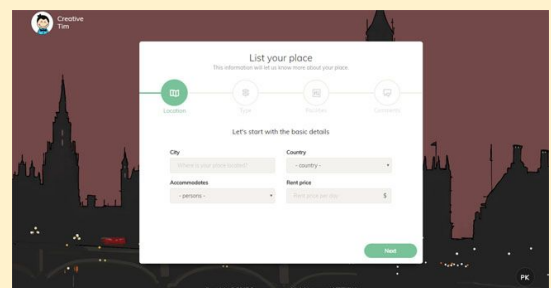 Creative
Tim
List your place
This information will let us know more about your place.
Location
Type
Facilities
Comments
Let's start with the basic details
City
Country
Where is your place located?
- country -
Accommodates
Rent price
- persons -
Rent price per day
$
Next
PK